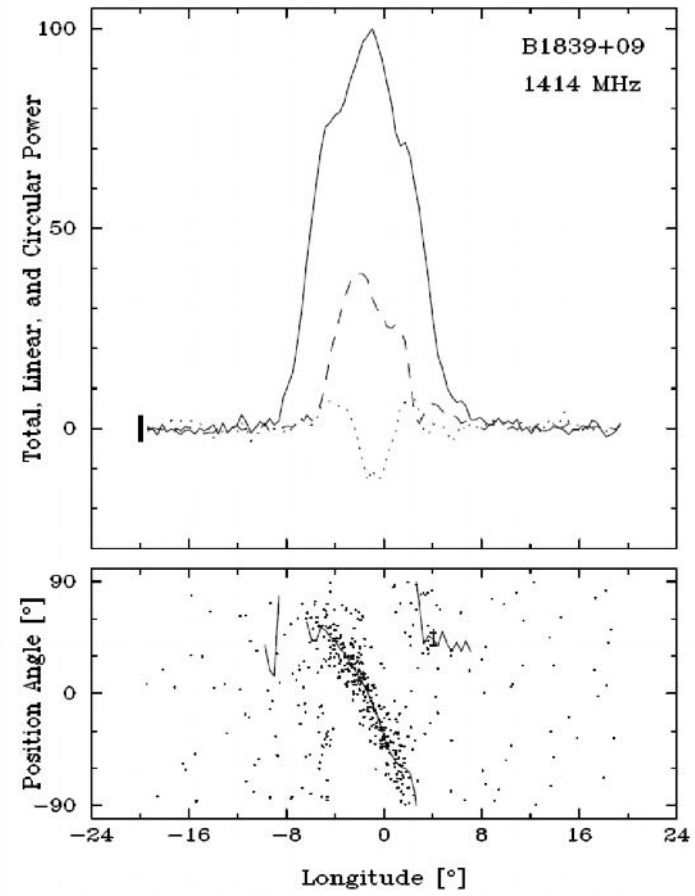 B1839+09
1414 MHz
Total, Linear, and Circular Power
100
50
0
Position Angle [°]
90
0
−90
−24 −16 −8 0 8 16 24
Longitude [°]